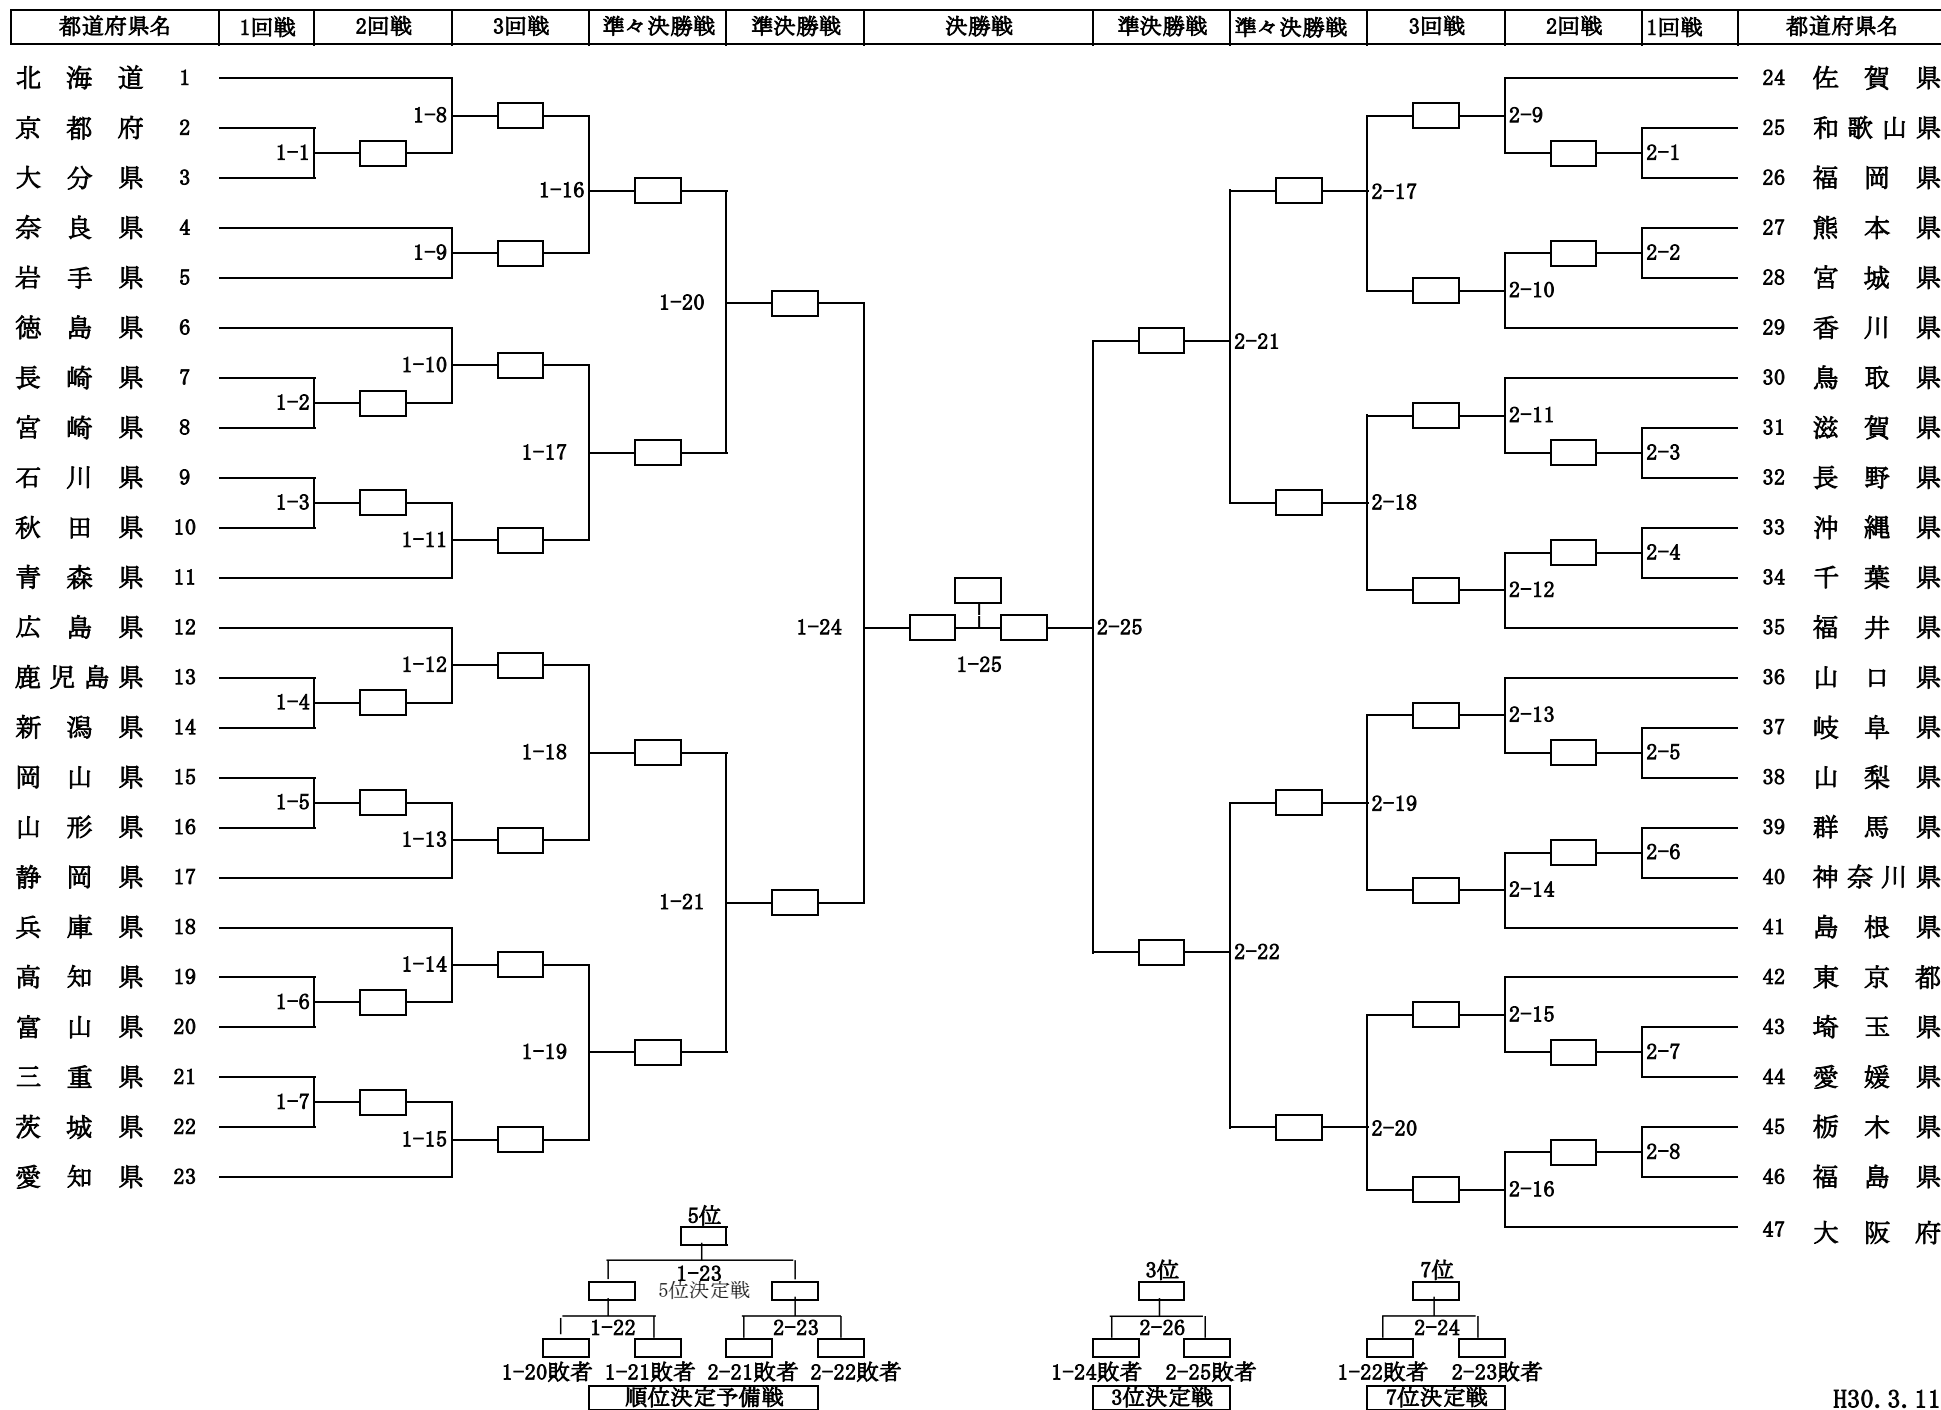 都道府県名 1回戦 2回戦 3回戦 準々決勝戦 準決勝戦 決勝戦 準決勝戦 準々決勝戦 3回戦 2回戦 1回戦 都道府県名
北海道 1 24 佐賀県
1-8 2-9
京都府 2 25 和歌山県
1-1 2-1
大分県 3 26 福岡県
1-16 2-17
奈良県 4 27 熊本県
1-9 2-2
岩手県 5 28 宮城県
1-20 2-10
徳島県 6 29 香川県
2-21
1-10
長崎県 7 30 鳥取県
1-2 2-11
宮崎県 8 31 滋賀県
1-17 2-3
石川県 9 32 長野県
1-3 2-18
秋田県 10 33 沖縄県
1-11 2-4
青森県 11 34 千葉県
2-12
広島県 12 1-24 2-25 35 福井県
1-12 1-25
鹿児島県 13 36 山口県
1-4 2-13
新潟県 14 37 岐阜県
1-18 2-5
岡山県 15 38 山梨県
1-5 2-19
山形県 16 39 群馬県
1-13 2-6
静岡県 17 40 神奈川県
1-21 2-14
兵庫県 18 41 島根県
1-14 2-22
高知県 19 42 東京都
1-6 2-15
富山県 20 43 埼玉県
1-19 2-7
三重県 21 44 愛媛県
1-7
茨城県 22 2-20 45 栃木県
1-15 2-8
愛知県 23 46 福島県
2-16
5位 47 大阪府
1-23 3位 7位
5位決定戦
1-22 2-23 2-26 2-24
1-20敗者 1-21敗者 2-21敗者 2-22敗者 1-24敗者 2-25敗者 1-22敗者 2-23敗者
順位決定予備戦 3位決定戦 7位決定戦 H30.3.11